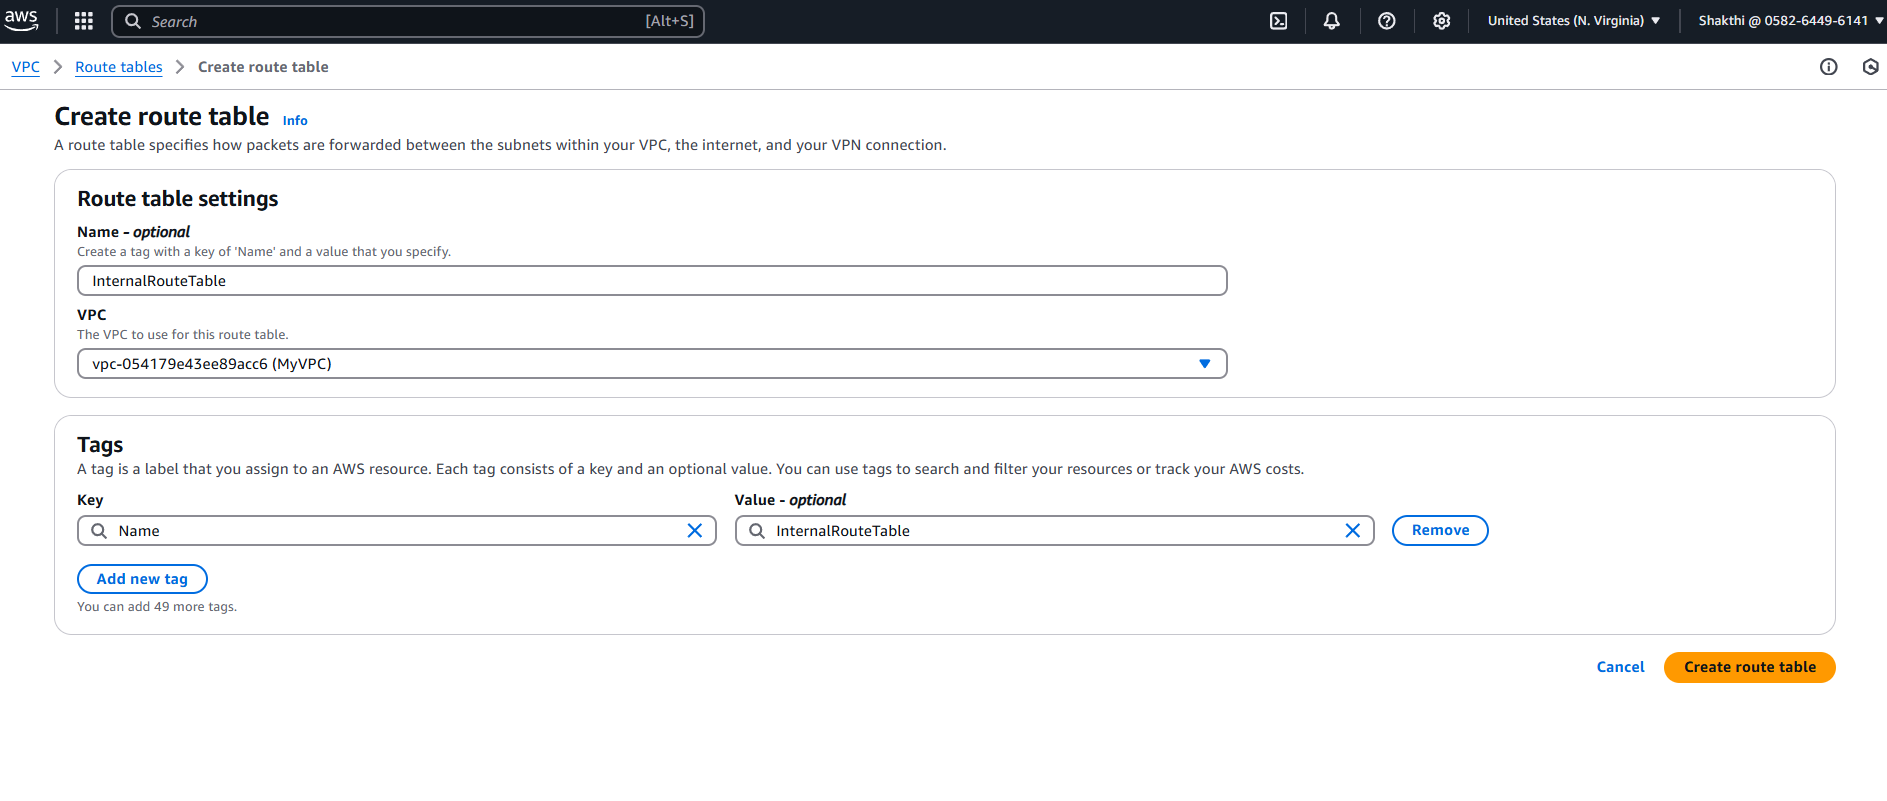 aws
Search [Alt+S]
United States (N. Virginia)
Shakthi @ 0582-6449-6141
VPC
Route tables
Create route table
Create route table Info
A route table specifies how packets are forwarded between the subnets within your VPC, the internet, and your VPN connection.
Route table settings
Name - optional
Create a tag with a key of 'Name' and a value that you specify.
InternalRouteTable
VPC
The VPC to use for this route table.
vpc-054179e43ee89acc6 (MyVPC)
Tags
A tag is a label that you assign to an AWS resource. Each tag consists of a key and an optional value. You can use tags to search and filter your resources or track your AWS costs.
Key
Value - optional
Name
InternalRouteTable
Remove
Add new tag
You can add 49 more tags.
Cancel
Create route table